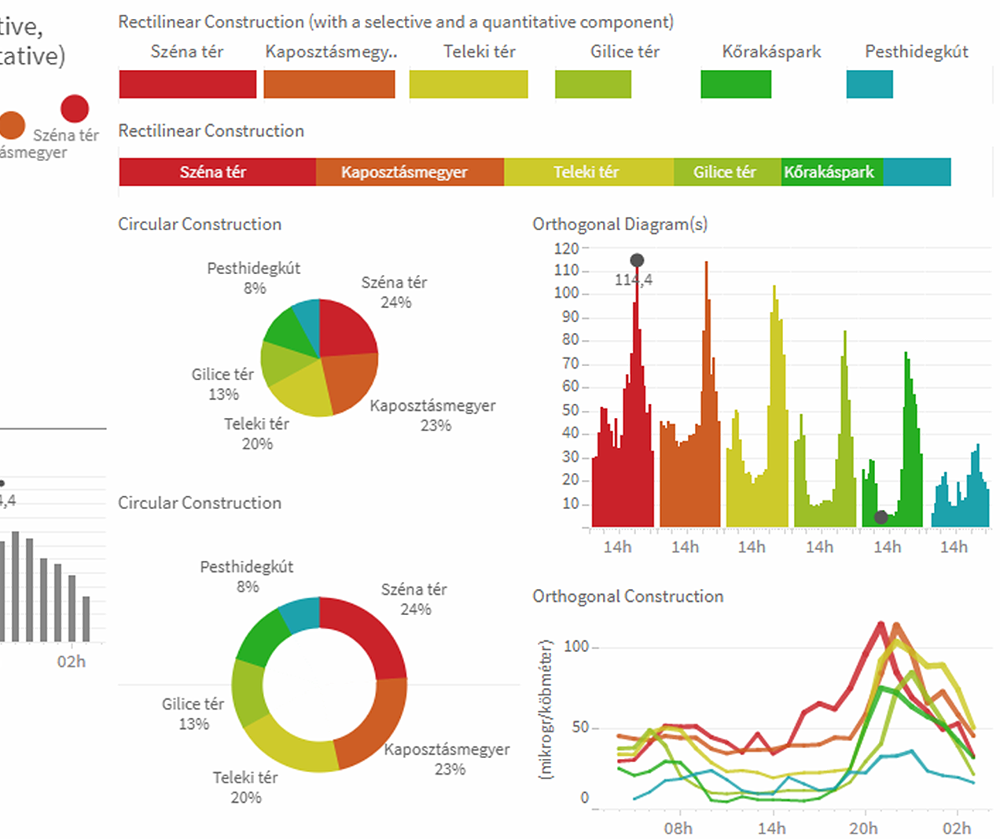 tive,
tative)
Széna tér
ásmegyer
4,4
02h
Rectilinear Construction (with a selective and a quantitative component)
Széna tér Kaposztásmegy.. Teleki tér Gilice tér Kőrakáspark Pesthidegkút
Rectilinear Construction
Széna tér Kaposztásmegyer Teleki tér Gilice tér Kőrakáspark
Circular Construction
Pesthidegkút
8%
Széna tér
24%
Gilice tér
13%
Kaposztásmegyer
23%
Teleki tér
20%
Circular Construction
Pesthidegkút
8%
Széna tér
24%
Gilice tér
13%
Kaposztásmegyer
23%
Teleki tér
20%
Orthogonal Diagram(s)
120
110
100
90
80
70
60
50
40
30
20
10
114,4
14h 14h 14h 14h 14h 14h
Orthogonal Construction
(mikrogr/köbméter)
100
50
0
08h 14h 20h 02h